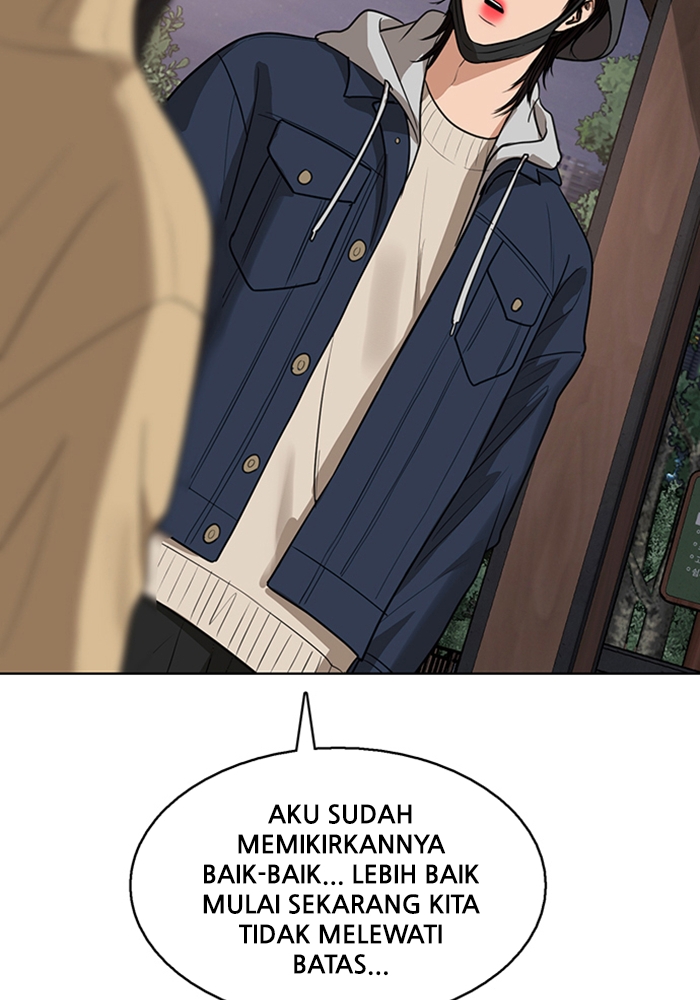 AKU SUDAH
MEMIKIRKANNYA
BAIK-BAIK... LEBIH BAIK
MULAI SEKARANG KITA
TIDAK MELEWATI
BATAS...